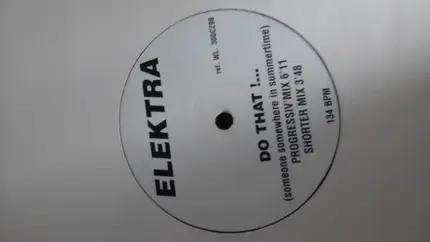 ELEKTRA
ref. WL 300C298
DO THAT !...
(someone somewhere in summertime)
PROGRESSIV'MIX 6'11
SHORTER MIX 3'48
134 BPM